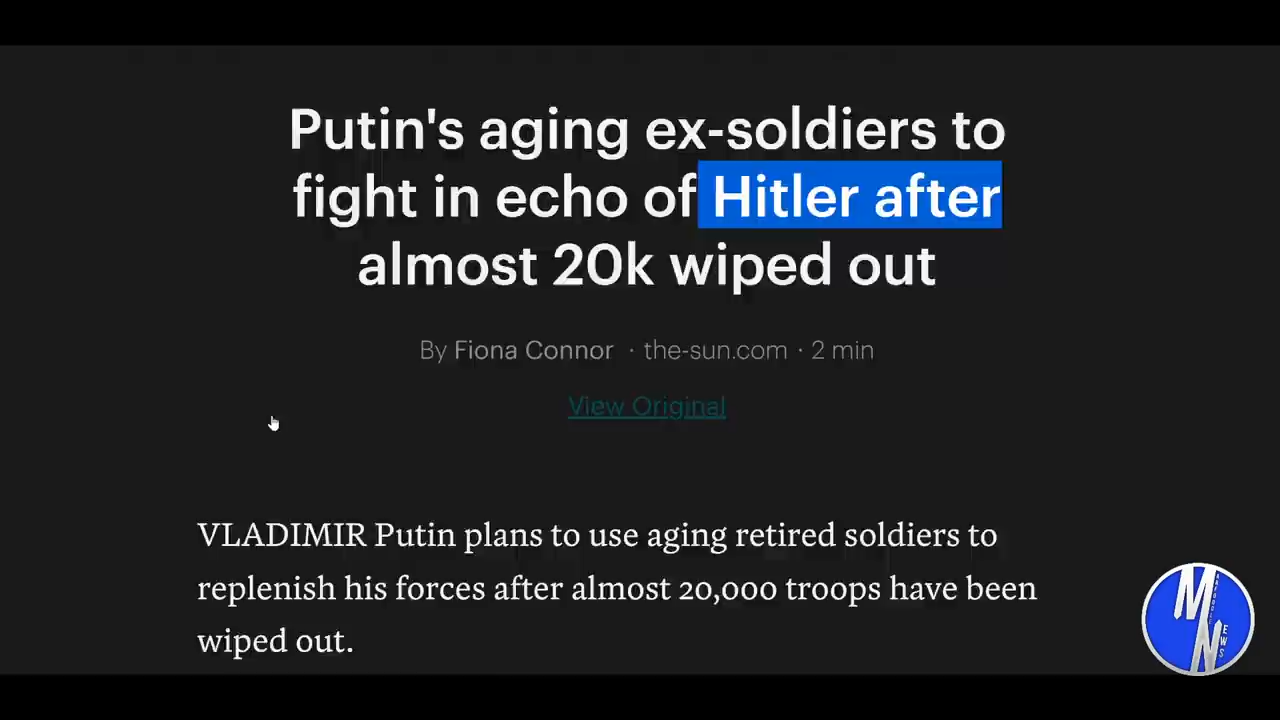 Putin's aging ex-soldiers to
fight in echo of Hitler after
almost 20k wiped out
By Fiona Connor · the-sun.com · 2 min
View Original
VLADIMIR Putin plans to use aging retired soldiers to
replenish his forces after almost 20,000 troops have been
wiped out.
M
N
EWS